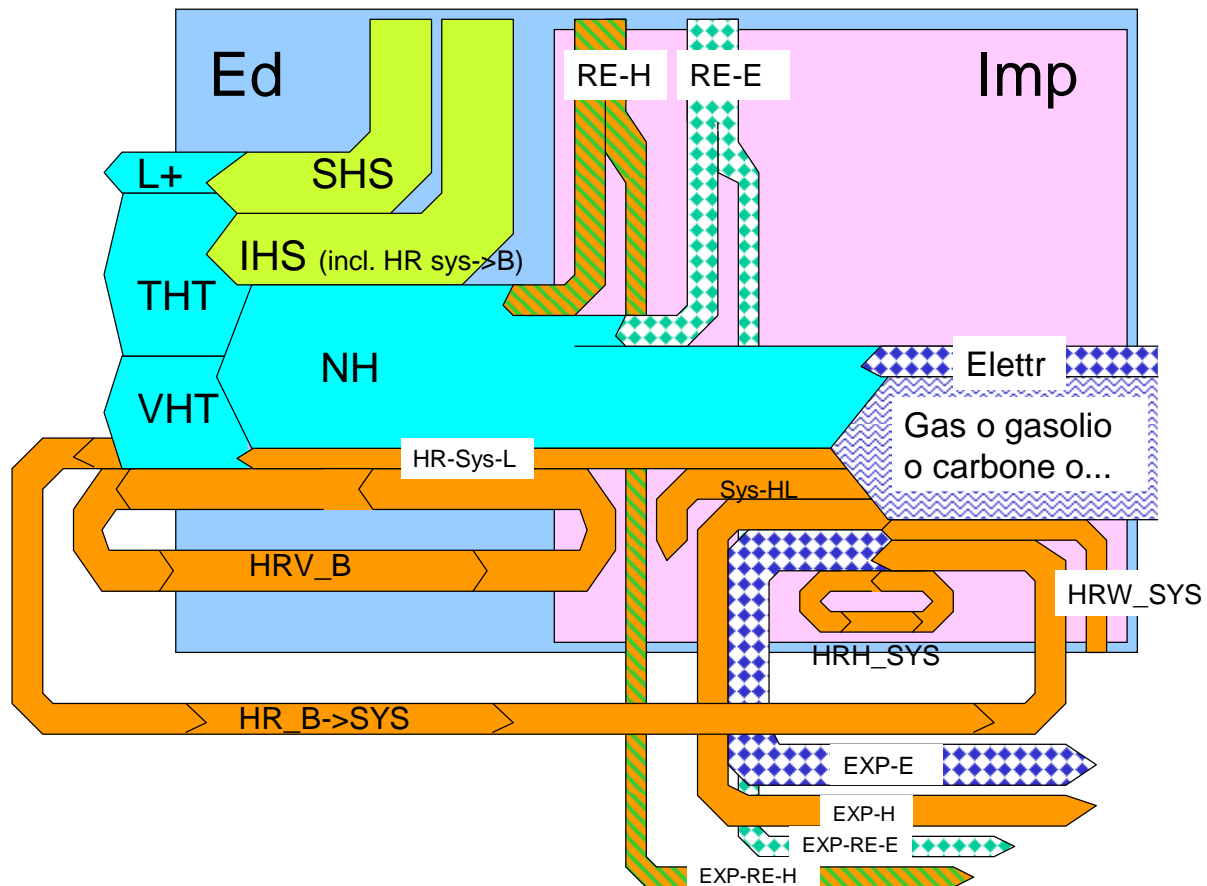 Ed
RE-H
RE-E
Imp
L+
SHS
IHS (incl. HR sys->B)
THT
NH
Elettr
VHT
Gas o gasolio
o carbone o...
HR-Sys-L
Sys-HL
HRV_B
HRW_SYS
HRH_SYS
HR_B->SYS
EXP-E
EXP-H
EXP-RE-E
EXP-RE-H